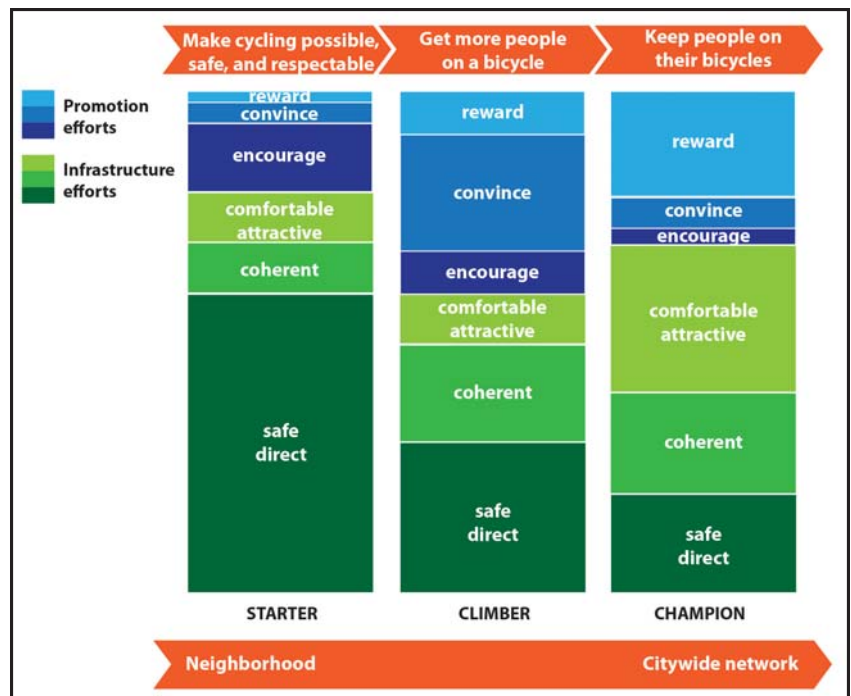 Make cycling possible,
safe, and respectable
Get more people
on a bicycle
Keep people on
their bicycles
Promotion
efforts
Infrastructure
efforts
reward
convince
encourage
comfortable
attractive
coherent
safe
direct
STARTER
reward
convince
encourage
comfortable
attractive
coherent
safe
direct
CLIMBER
reward
convince
encourage
comfortable
attractive
coherent
safe
direct
CHAMPION
Neighborhood
Citywide network